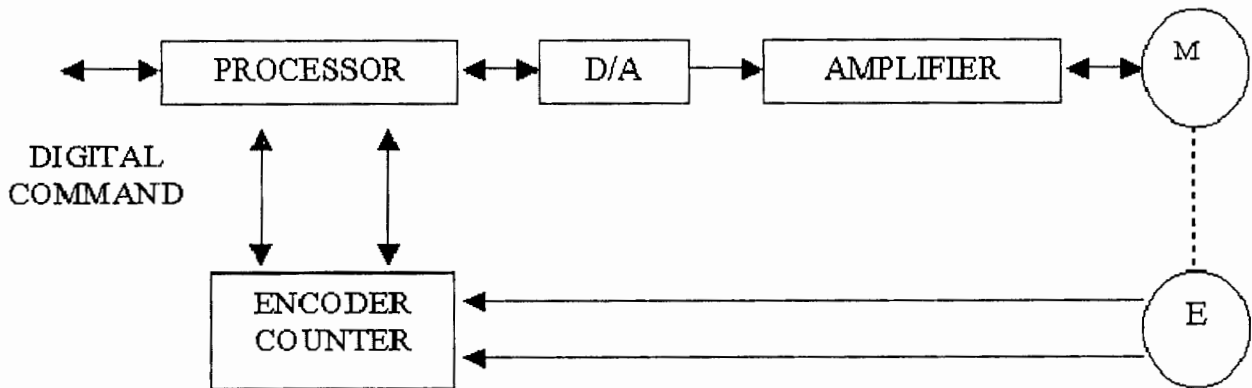 PROCESSOR
D/A
AMPLIFIER
M
DIGITAL
COMMAND
ENCODER
COUNTER
E